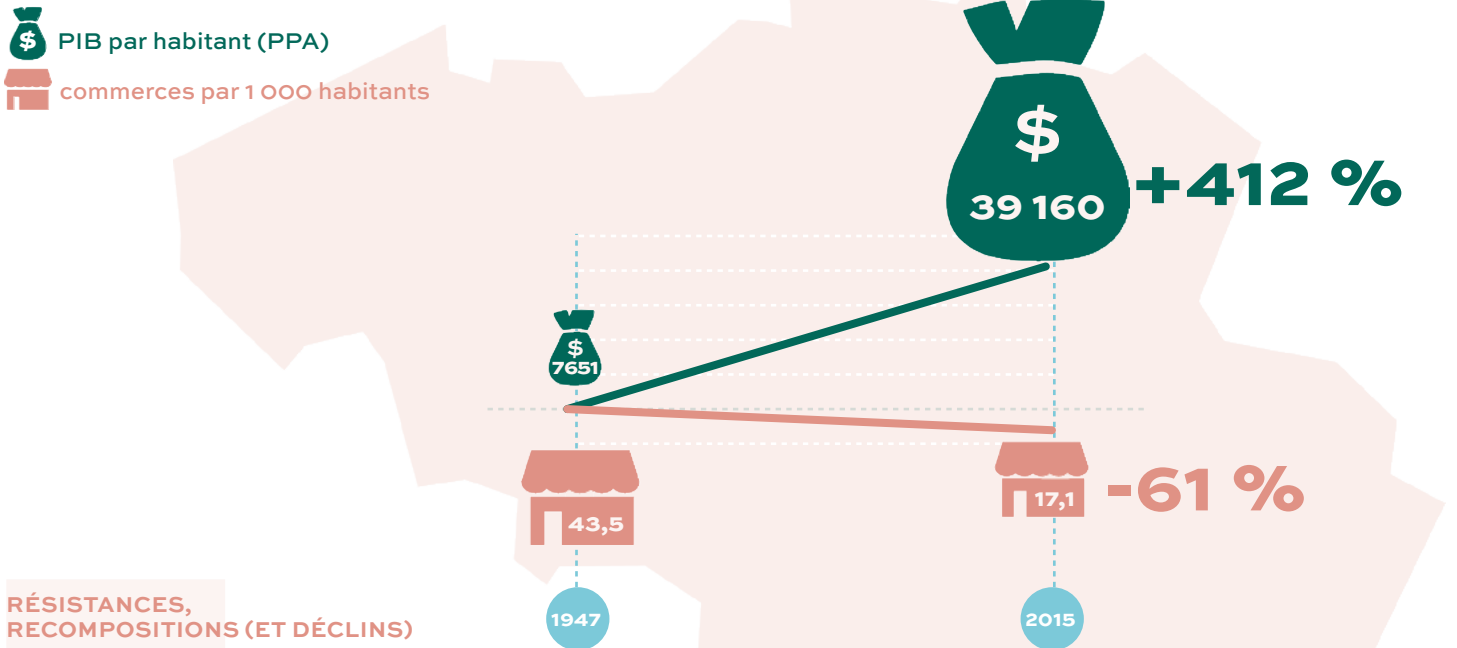 $ PIB par habitant (PPA)
commerces par 1 000 habitants
$
39 160
+412 %
$
7651
43,5
17,1
-61 %
1947
2015
RÉSISTANCES,
RECOMPOSITIONS (ET DÉCLINS)